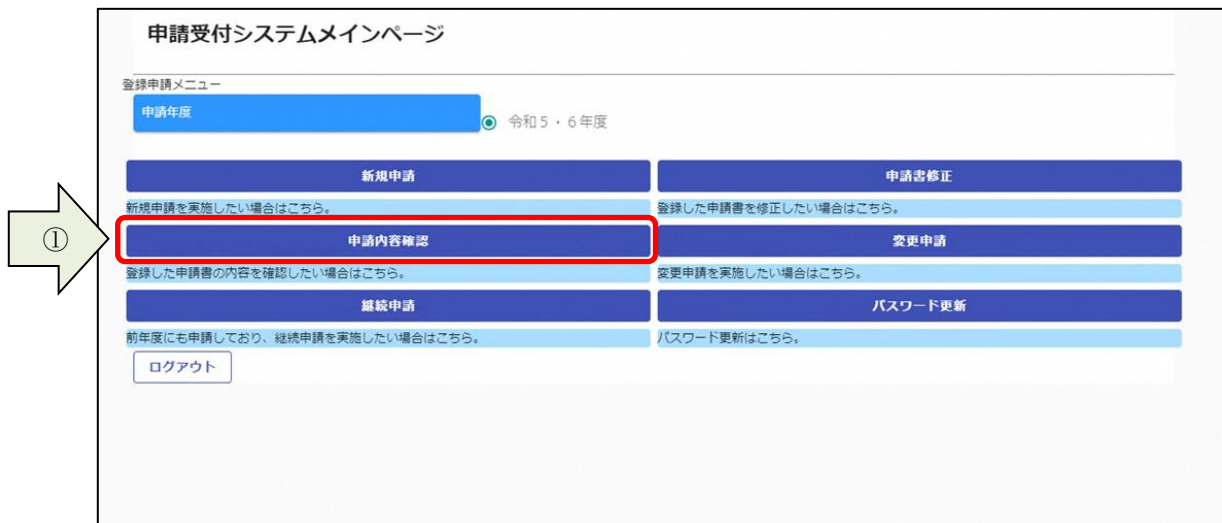 申請受付システムメインページ
登録申請メニュー
申請年度
令和5・6年度
新規申請
申請書修正
新規申請を実施したい場合はこちら。
登録した申請書を修正したい場合はこちら。
①
申請内容確認
変更申請
登録した申請書の内容を確認したい場合はこちら。
変更申請を実施したい場合はこちら。
継続申請
パスワード更新
前年度にも申請しており、継続申請を実施したい場合はこちら。
パスワード更新はこちら。
ログアウト